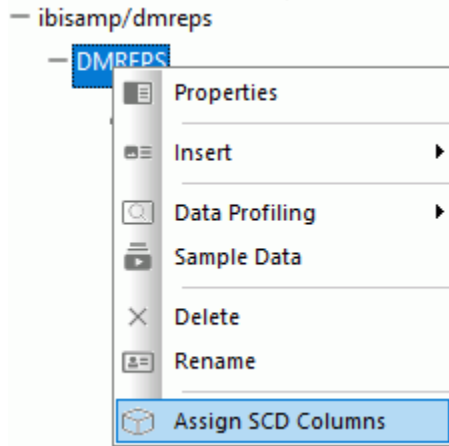 ibisamp/dmreps
DMREPS
Properties
Insert
Data Profiling
Sample Data
Delete
Rename
Assign SCD Columns